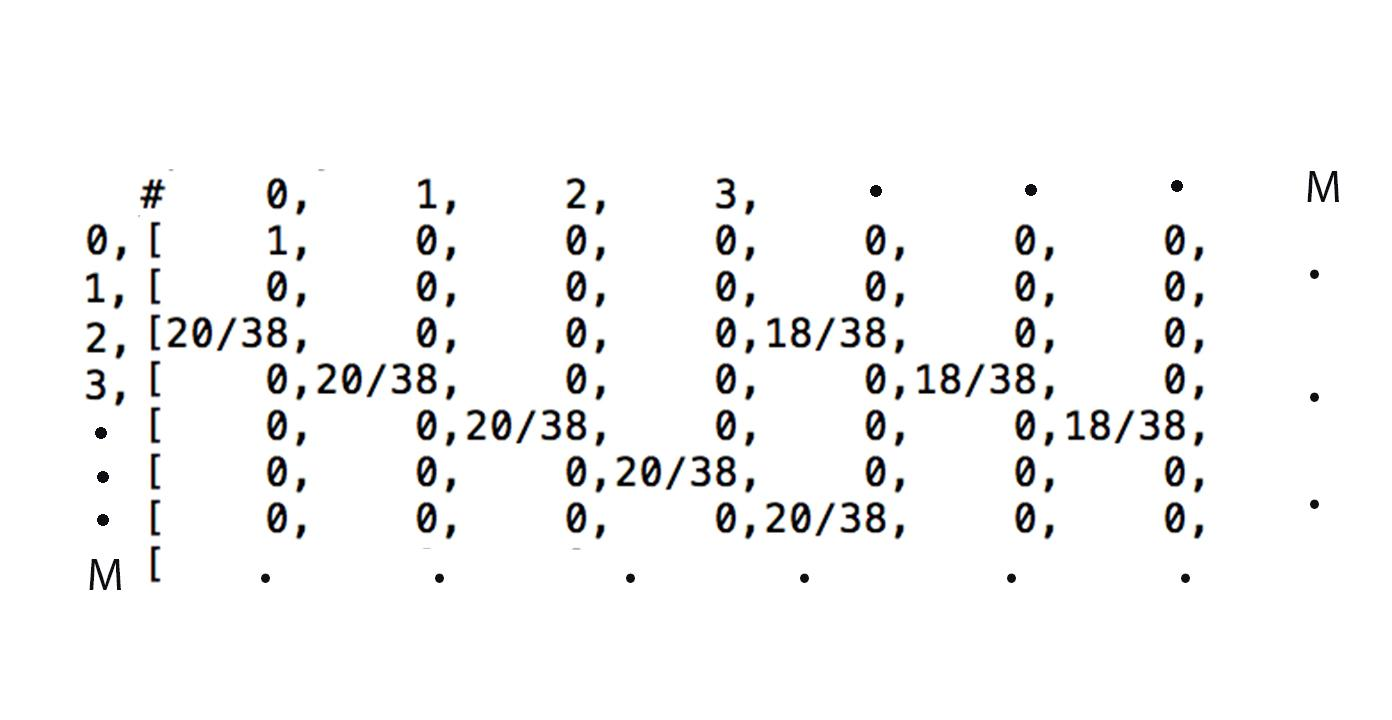 # 0, 1, 2, 3, • • • M
0, [ 1, 0, 0, 0, 0, 0, 0,
1, [ 0, 0, 0, 0, 0, 0, 0, •
2, [20/38, 0, 0, 0,18/38, 0, 0,
3, [ 0,20/38, 0, 0, 0,18/38, 0, •
• [ 0, 0,20/38, 0, 0, 0,18/38,
• [ 0, 0, 0,20/38, 0, 0, 0,
• [ 0, 0, 0, 0,20/38, 0, 0, •
M [ • • • • • •